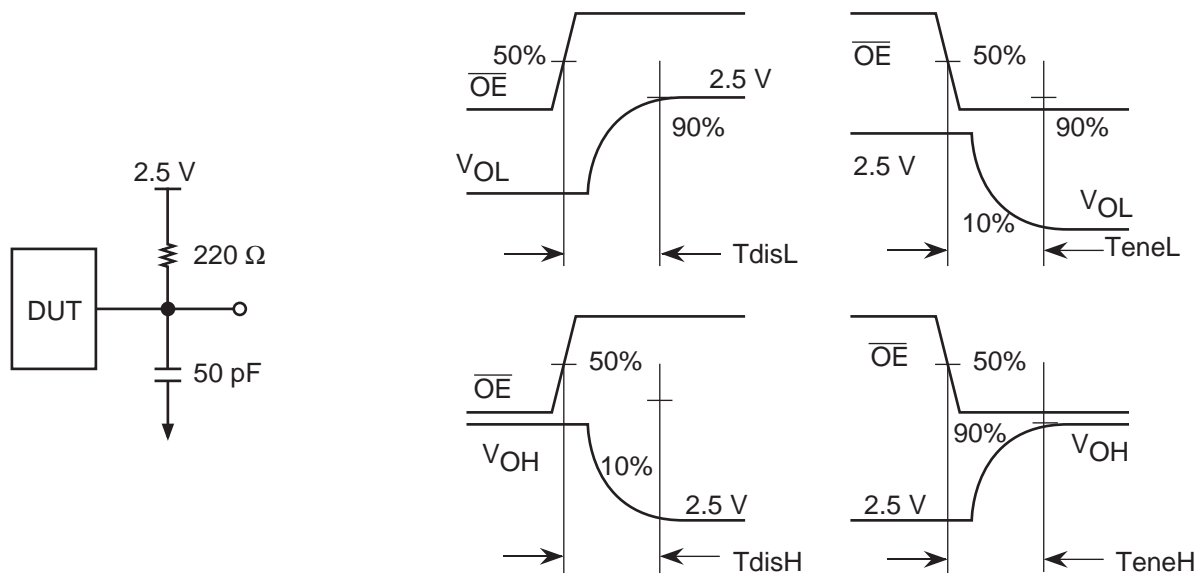 2.5 V
220 Ω
DUT
50 pF
50%
OE
2.5 V
90%
VOL
TdisL
OE
50%
90%
2.5 V
10%
VOL
TeneL
50%
OE
VOH
10%
2.5 V
TdisH
OE
50%
90%
VOH
2.5 V
TeneH